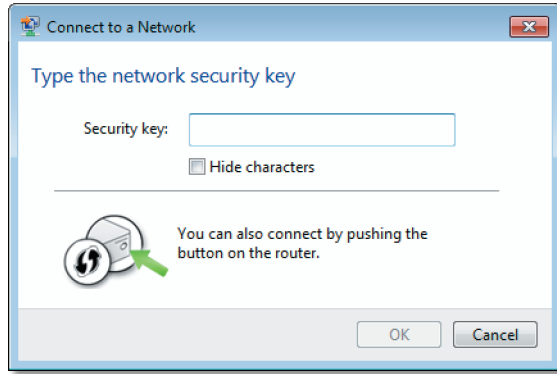 Connect to a Network
Type the network security key
Security key:
Hide characters
You can also connect by pushing the
button on the router.
OK Cancel